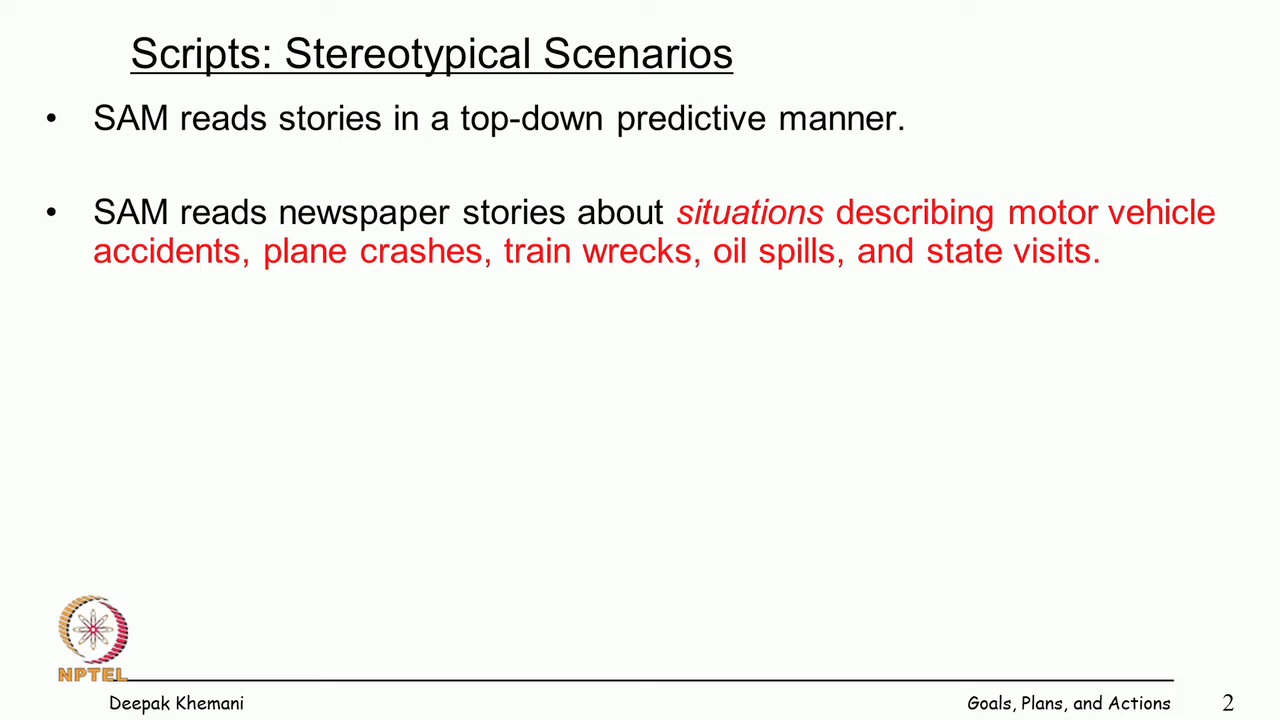 Scripts: Stereotypical Scenarios
• SAM reads stories in a top-down predictive manner.
• SAM reads newspaper stories about situations describing motor vehicle
accidents, plane crashes, train wrecks, oil spills, and state visits.
NPTEL
Deepak Khemani
Goals, Plans, and Actions
2